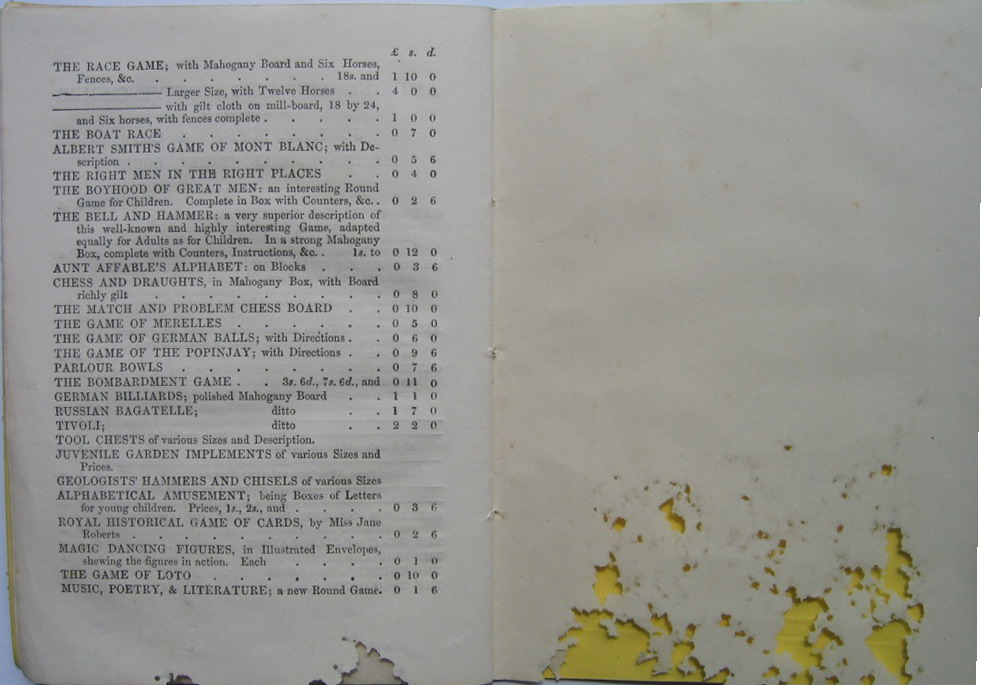 £ s. d.
THE RACE GAME; with Mahogany Board and Six Horses,
Fences, &c. . . . . . . . 18s. and 1 10 0
———— Larger Size, with Twelve Horses . . 4 0 0
———— with gilt cloth on mill-board, 18 by 24,
and Six horses, with fences complete . . . . . 1 0 0
THE BOAT RACE . . . . . . . . 0 7 0
ALBERT SMITH'S GAME OF MONT BLANC; with De-
scription . . . . . . . . . . 0 5 6
THE RIGHT MEN IN THE RIGHT PLACES . . 0 4 0
THE BOYHOOD OF GREAT MEN: an interesting Round
Game for Children. Complete in Box with Counters, &c. . 0 2 6
THE BELL AND HAMMER: a very superior description of
this well-known and highly interesting Game, adapted
equally for Adults as for Children. In a strong Mahogany
Box, complete with Counters, Instructions, &c. . 1s. to 0 12 0
AUNT AFFABLE'S ALPHABET: on Blocks . . . 0 3 6
CHESS AND DRAUGHTS, in Mahogany Box, with Board
richly gilt . . . . . . . . . 0 8 0
THE MATCH AND PROBLEM CHESS BOARD . . 0 10 0
THE GAME OF MERELLES . . . . . . 0 5 0
THE GAME OF GERMAN BALLS; with Directions . . 0 6 0
THE GAME OF THE POPINJAY; with Directions . . 0 9 6
PARLOUR BOWLS . . . . . . . . 0 7 6
THE BOMBARDMENT GAME . . 3s. 6d., 7s. 6d., and 0 11 0
GERMAN BILLIARDS; polished Mahogany Board . . 1 1 0
RUSSIAN BAGATELLE; ditto . . 1 7 0
TIVOLI; ditto . . 2 2 0
TOOL CHESTS of various Sizes and Description.
JUVENILE GARDEN IMPLEMENTS of various Sizes and
Prices.
GEOLOGISTS' HAMMERS AND CHISELS of various Sizes
ALPHABETICAL AMUSEMENT; being Boxes of Letters
for young children. Prices, 1s., 2s., and . . . . 0 3 6
ROYAL HISTORICAL GAME OF CARDS, by Miss Jane
Roberts . . . . . . . . . . 0 2 6
MAGIC DANCING FIGURES, in Illustrated Envelopes,
shewing the figures in action. Each . . . . 0 1 0
THE GAME OF LOTO . . . . . . . 0 10 0
MUSIC, POETRY, & LITERATURE; a new Round Game. 0 1 6